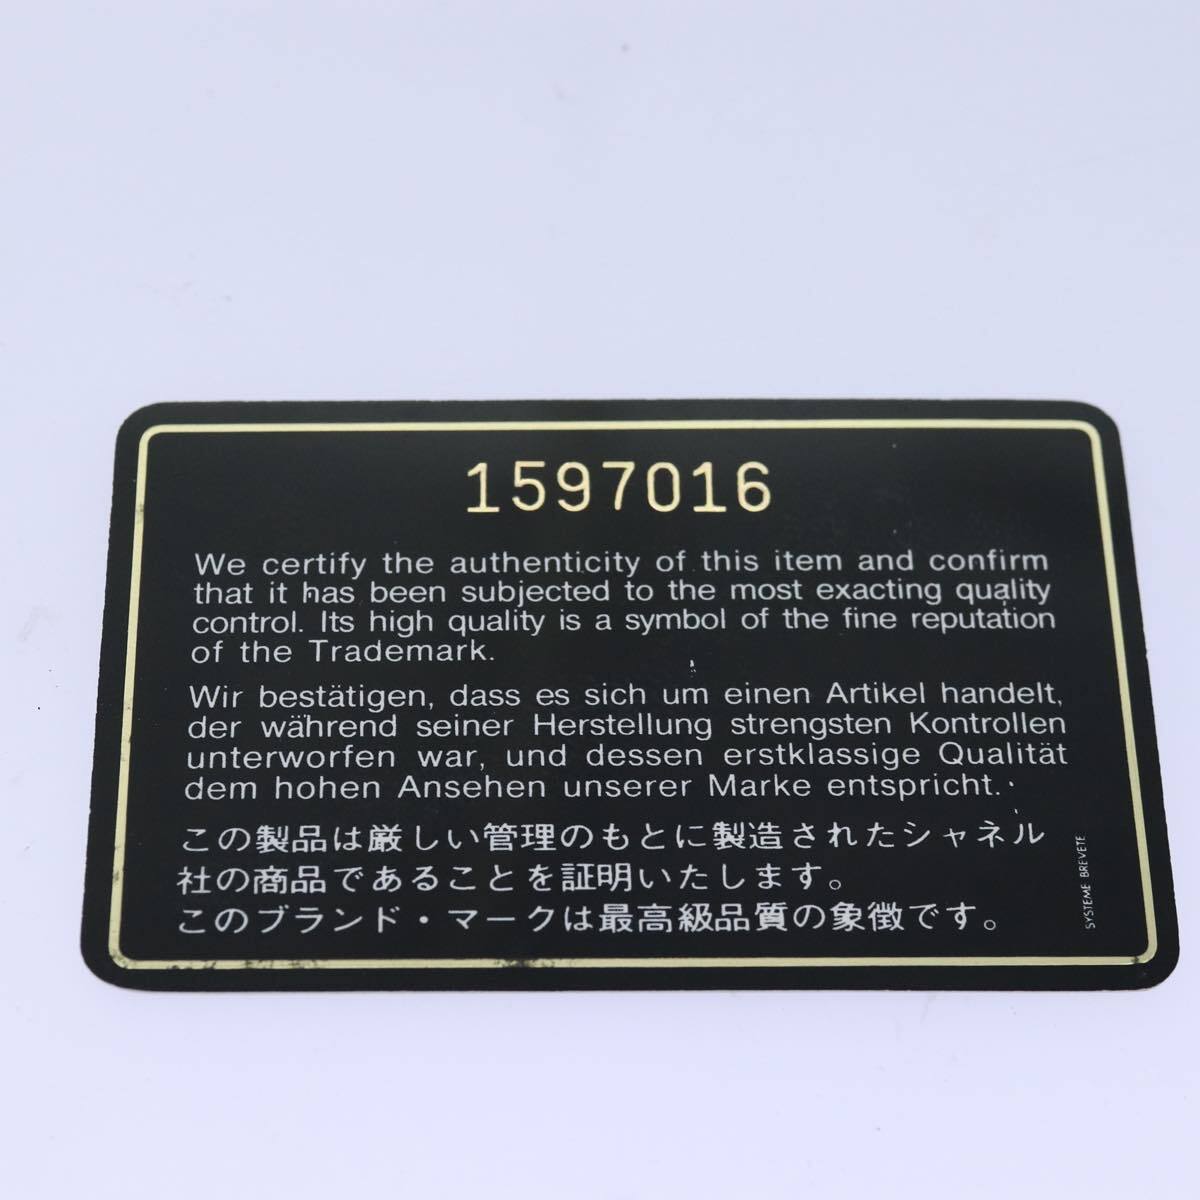 1597016
We certify the authenticity of this item and confirm
that it has been subjected to the most exacting quality
control. Its high quality is a symbol of the fine reputation
of the Trademark.
Wir bestätigen, dass es sich um einen Artikel handelt,
der während seiner Herstellung strengsten Kontrollen
unterworfen war, und dessen erstklassige Qualität
dem hohen Ansehen unserer Marke entspricht.
この製品は厳しい管理のもとに製造されたシャネル
社の商品であることを証明いたします。
このブランド・マークは最高級品質の象徴です。
SYSTEME BREVETE